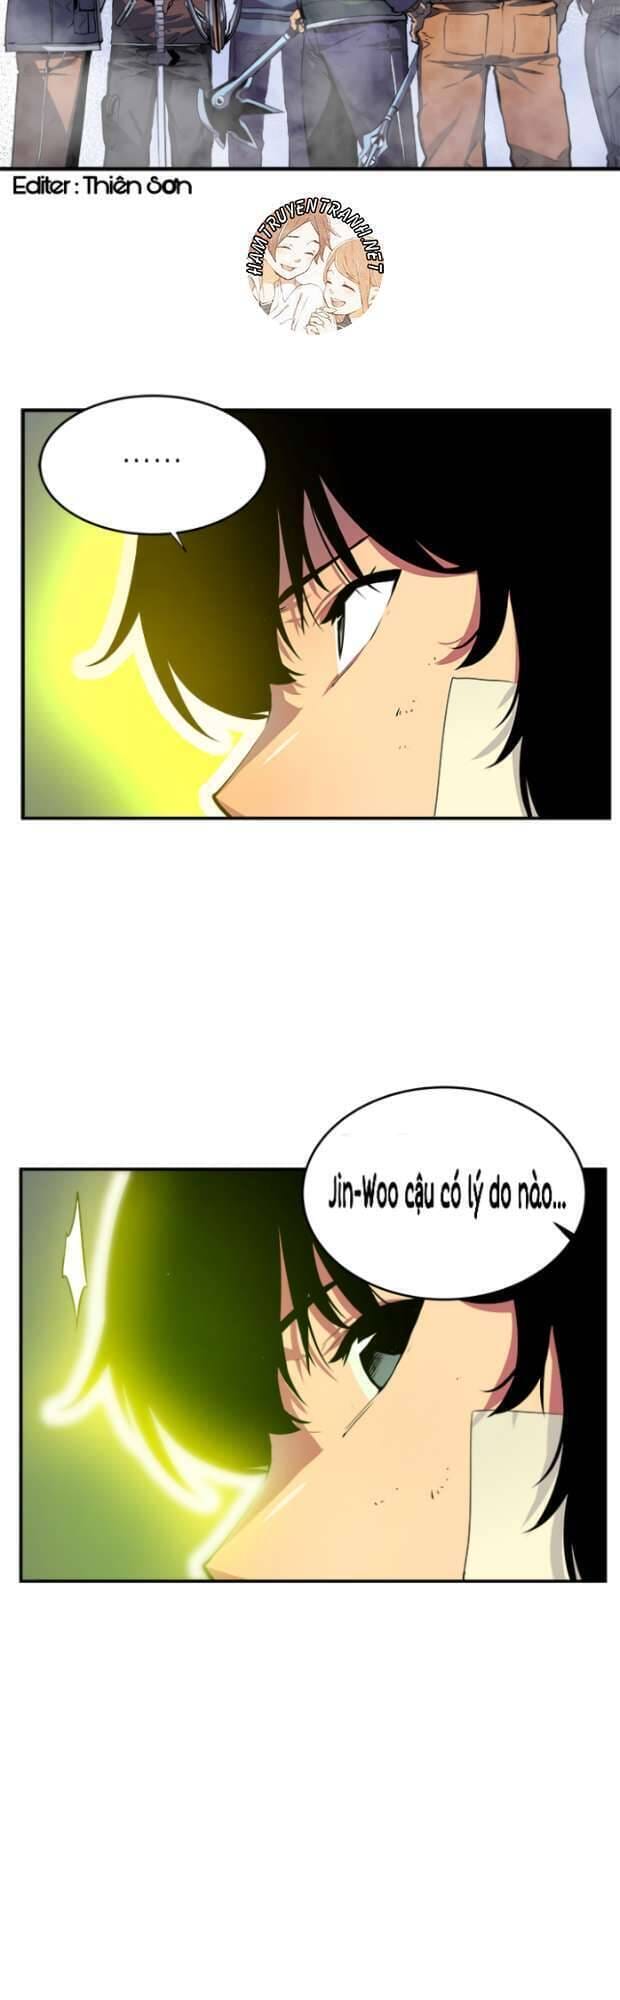 Editer : Thiên Sơn
HAMTRUYENTRANH.NET
......
Jin-Woo cậu có lý do nào...